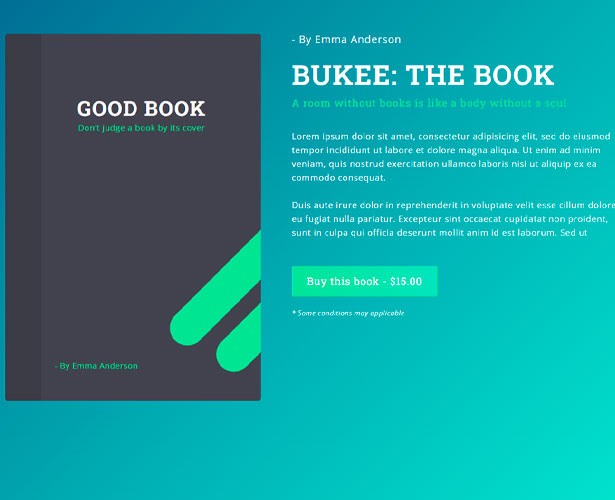 GOOD BOOK
Don't judge a book by its cover
- By Emma Anderson
- By Emma Anderson
BUKEE: THE BOOK
A room without books is like a body without a soul
Lorem ipsum dolor sit amet, consectetur adipisicing elit, sed do eiusmod
tempor incididunt ut labore et dolore magna aliqua. Ut enim ad minim
veniam, quis nostrud exercitation ullamco laboris nisi ut aliquip ex ea
commodo consequat.
Duis aute irure dolor in reprehenderit in voluptate velit esse cillum dolore
eu fugiat nulla pariatur. Excepteur sint occaecat cupidatat non proident,
sunt in culpa qui officia deserunt mollit anim id est laborum. Sed ut
Buy this book - $15.00
* Some conditions may applicable